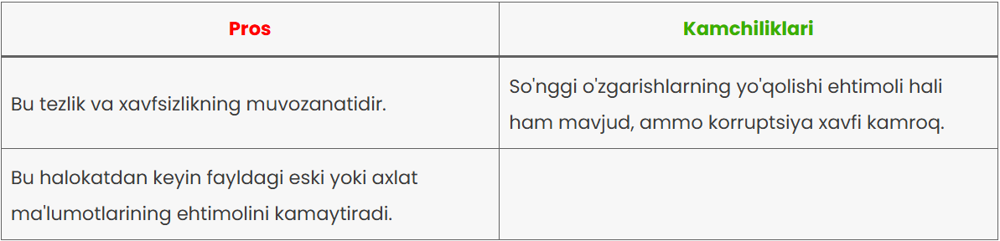 Pros
Kamchiliklari
Bu tezlik va xavfsizlikning muvozanatidir.
So'nggi o'zgarishlarning yo'qolishi ehtimoli hali
ham mavjud, ammo korruptsiya xavfi kamroq.
Bu halokatdan keyin fayldagi eski yoki axlat
ma'lumotlarining ehtimolini kamaytiradi.